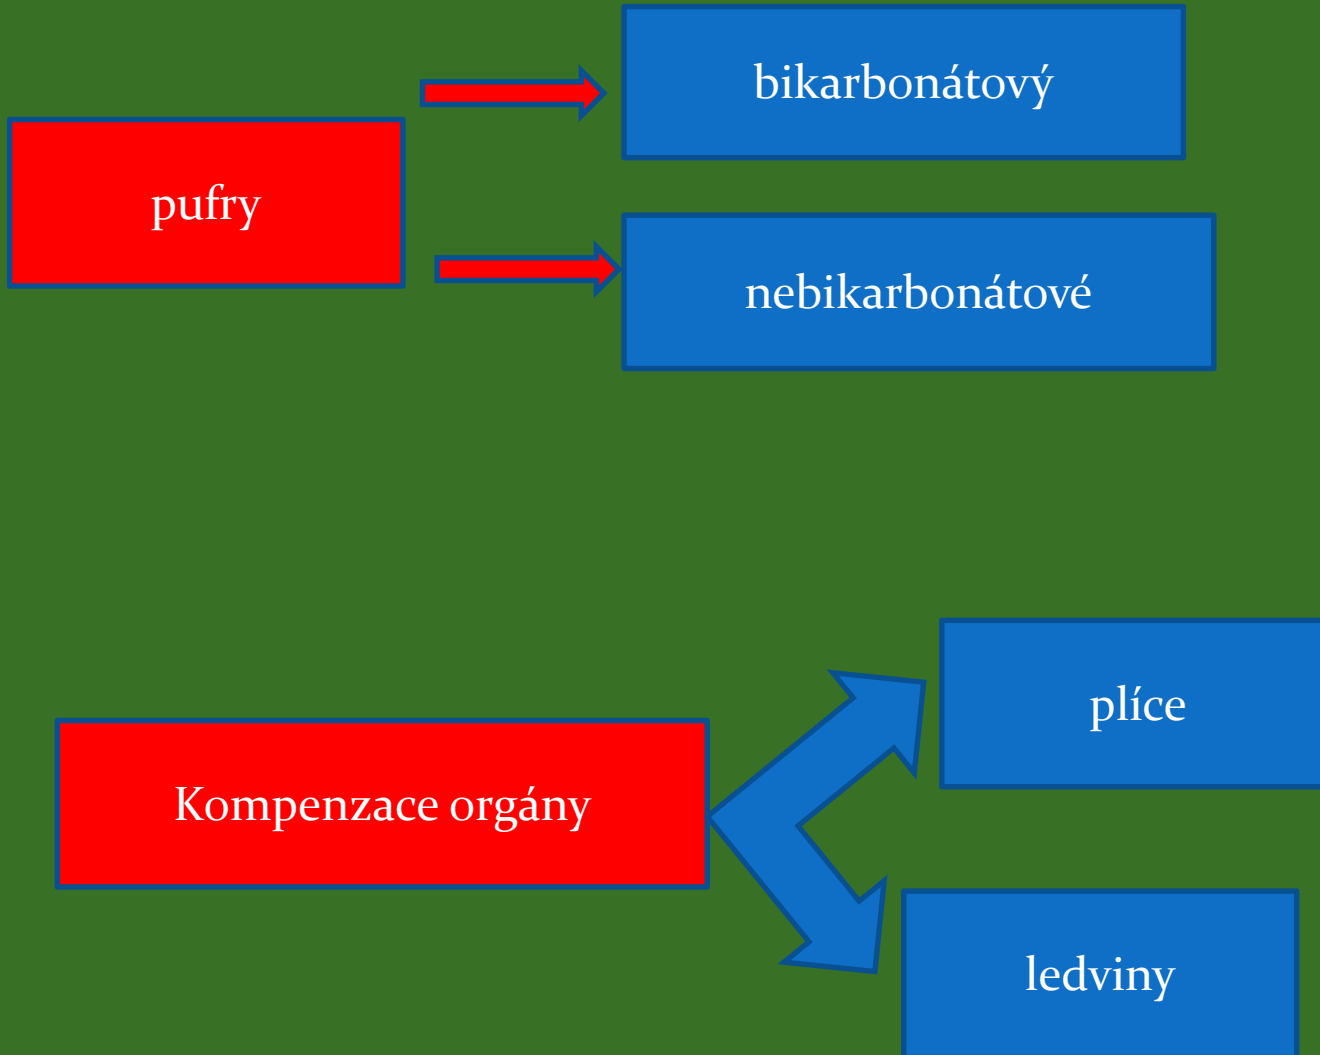 bikarbonátový
pufry
nebikarbonátové
plíce
Kompenzace orgány
ledviny